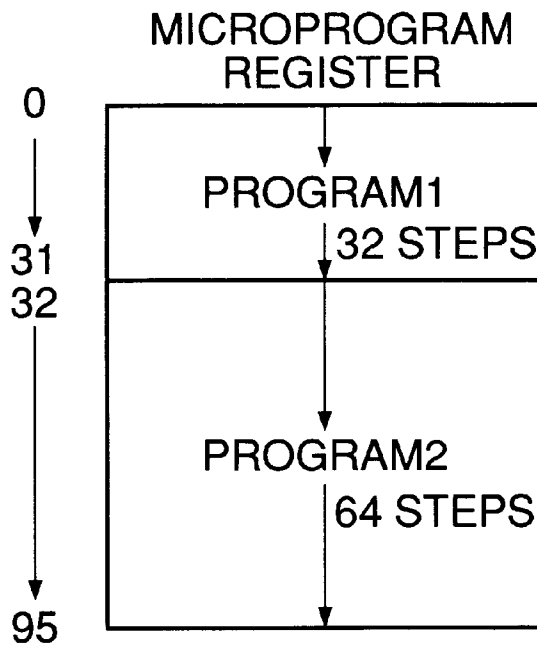 MICROPROGRAM
REGISTER
0
PROGRAM1
32 STEPS
31
32
PROGRAM2
64 STEPS
95